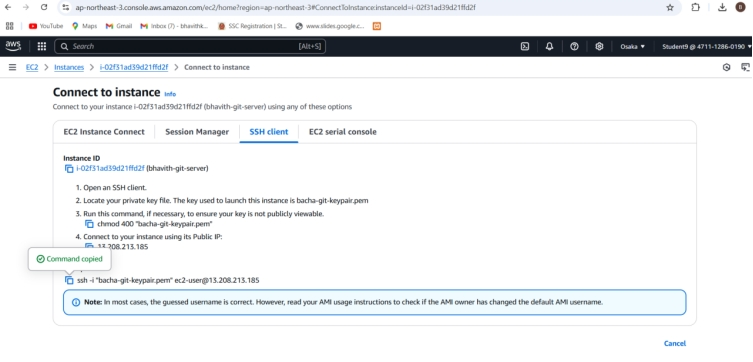 ap-northeast-3.console.aws.amazon.com/ec2/home?region=ap-northeast-3#ConnectToInstance:instanceId=i-02f31ad39d21ffd2f
YouTube Maps Gmail Inbox (7) - bhavithk... SSC Registration | St... www.slides.google.c...
aws Search [Alt+S] Osaka Student9 @ 4711-1286-0190
EC2 > Instances > i-02f31ad39d21ffd2f > Connect to instance
Connect to instance Info
Connect to your instance i-02f31ad39d21ffd2f (bhavith-git-server) using any of these options
EC2 Instance Connect Session Manager SSH client EC2 serial console
Instance ID
i-02f31ad39d21ffd2f (bhavith-git-server)
1. Open an SSH client.
2. Locate your private key file. The key used to launch this instance is bacha-git-keypair.pem
3. Run this command, if necessary, to ensure your key is not publicly viewable.
chmod 400 "bacha-git-keypair.pem"
4. Connect to your instance using its Public IP:
13.208.213.185
Command copied
ssh -i "bacha-git-keypair.pem" ec2-user@13.208.213.185
Note: In most cases, the guessed username is correct. However, read your AMI usage instructions to check if the AMI owner has changed the default AMI username.
Cancel